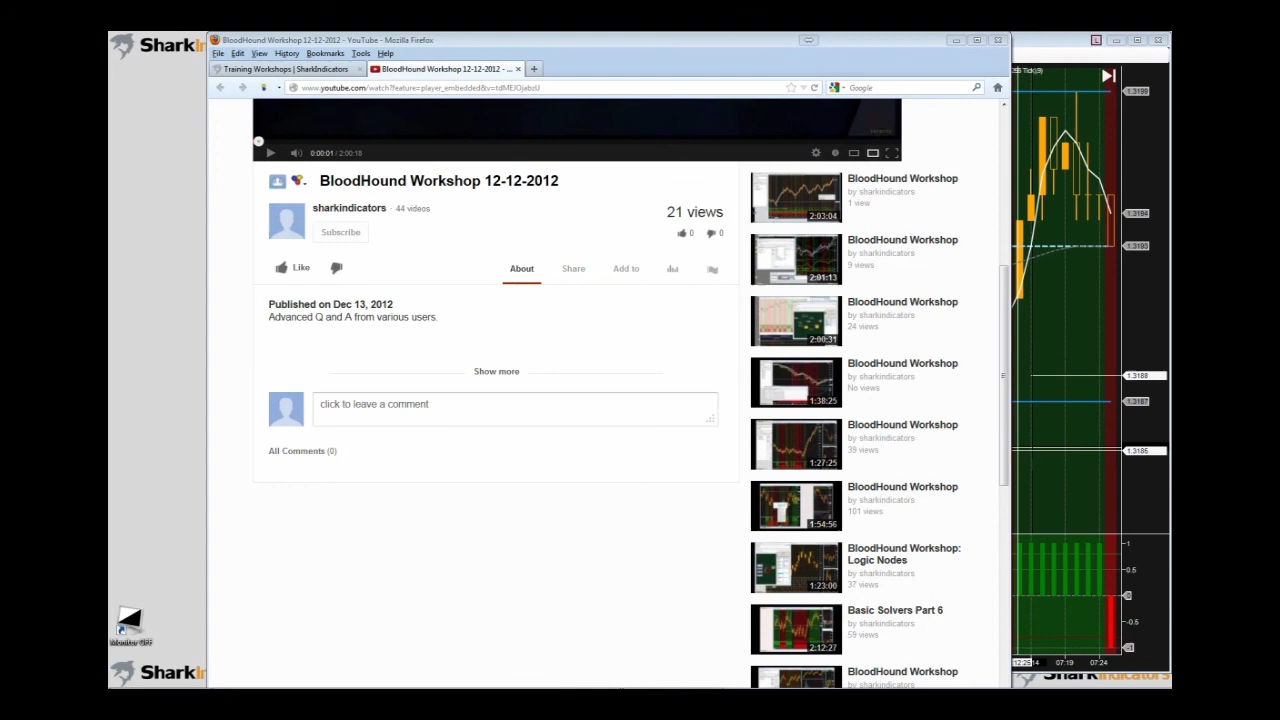 SharkIn
BloodHound Workshop 12-12-2012 - YouTube - Mozilla Firefox
File Edit View History Bookmarks Tools Help
Training Workshops | SharkIndicators
BloodHound Workshop 12-12-2012 - ...
Google
0:00:01 / 2:00:18
BloodHound Workshop 12-12-2012
sharkindicators · 44 videos
Subscribe
21 views
0 0
Like
About Share Add to
Published on Dec 13, 2012
Advanced Q and A from various users.
Show more
click to leave a comment
All Comments (0)
BloodHound Workshop
by sharkindicators
1 view
2:03:04
BloodHound Workshop
by sharkindicators
9 views
2:01:13
BloodHound Workshop
by sharkindicators
24 views
2:00:31
BloodHound Workshop
by sharkindicators
No views
1:38:25
BloodHound Workshop
by sharkindicators
39 views
1:27:25
BloodHound Workshop
by sharkindicators
101 views
1:54:56
BloodHound Workshop:
Logic Nodes
by sharkindicators
37 views
1:23:00
Basic Solvers Part 6
by sharkindicators
59 views
2:12:27
BloodHound Workshop
by sharkindicators
L
1.3199
1.3194
1.3193
1.3188
1.3187
1.3185
1
0.5
0
-0.5
-1
07:19 07:24
Monitor OFF
SharkIn
SharkIndicators